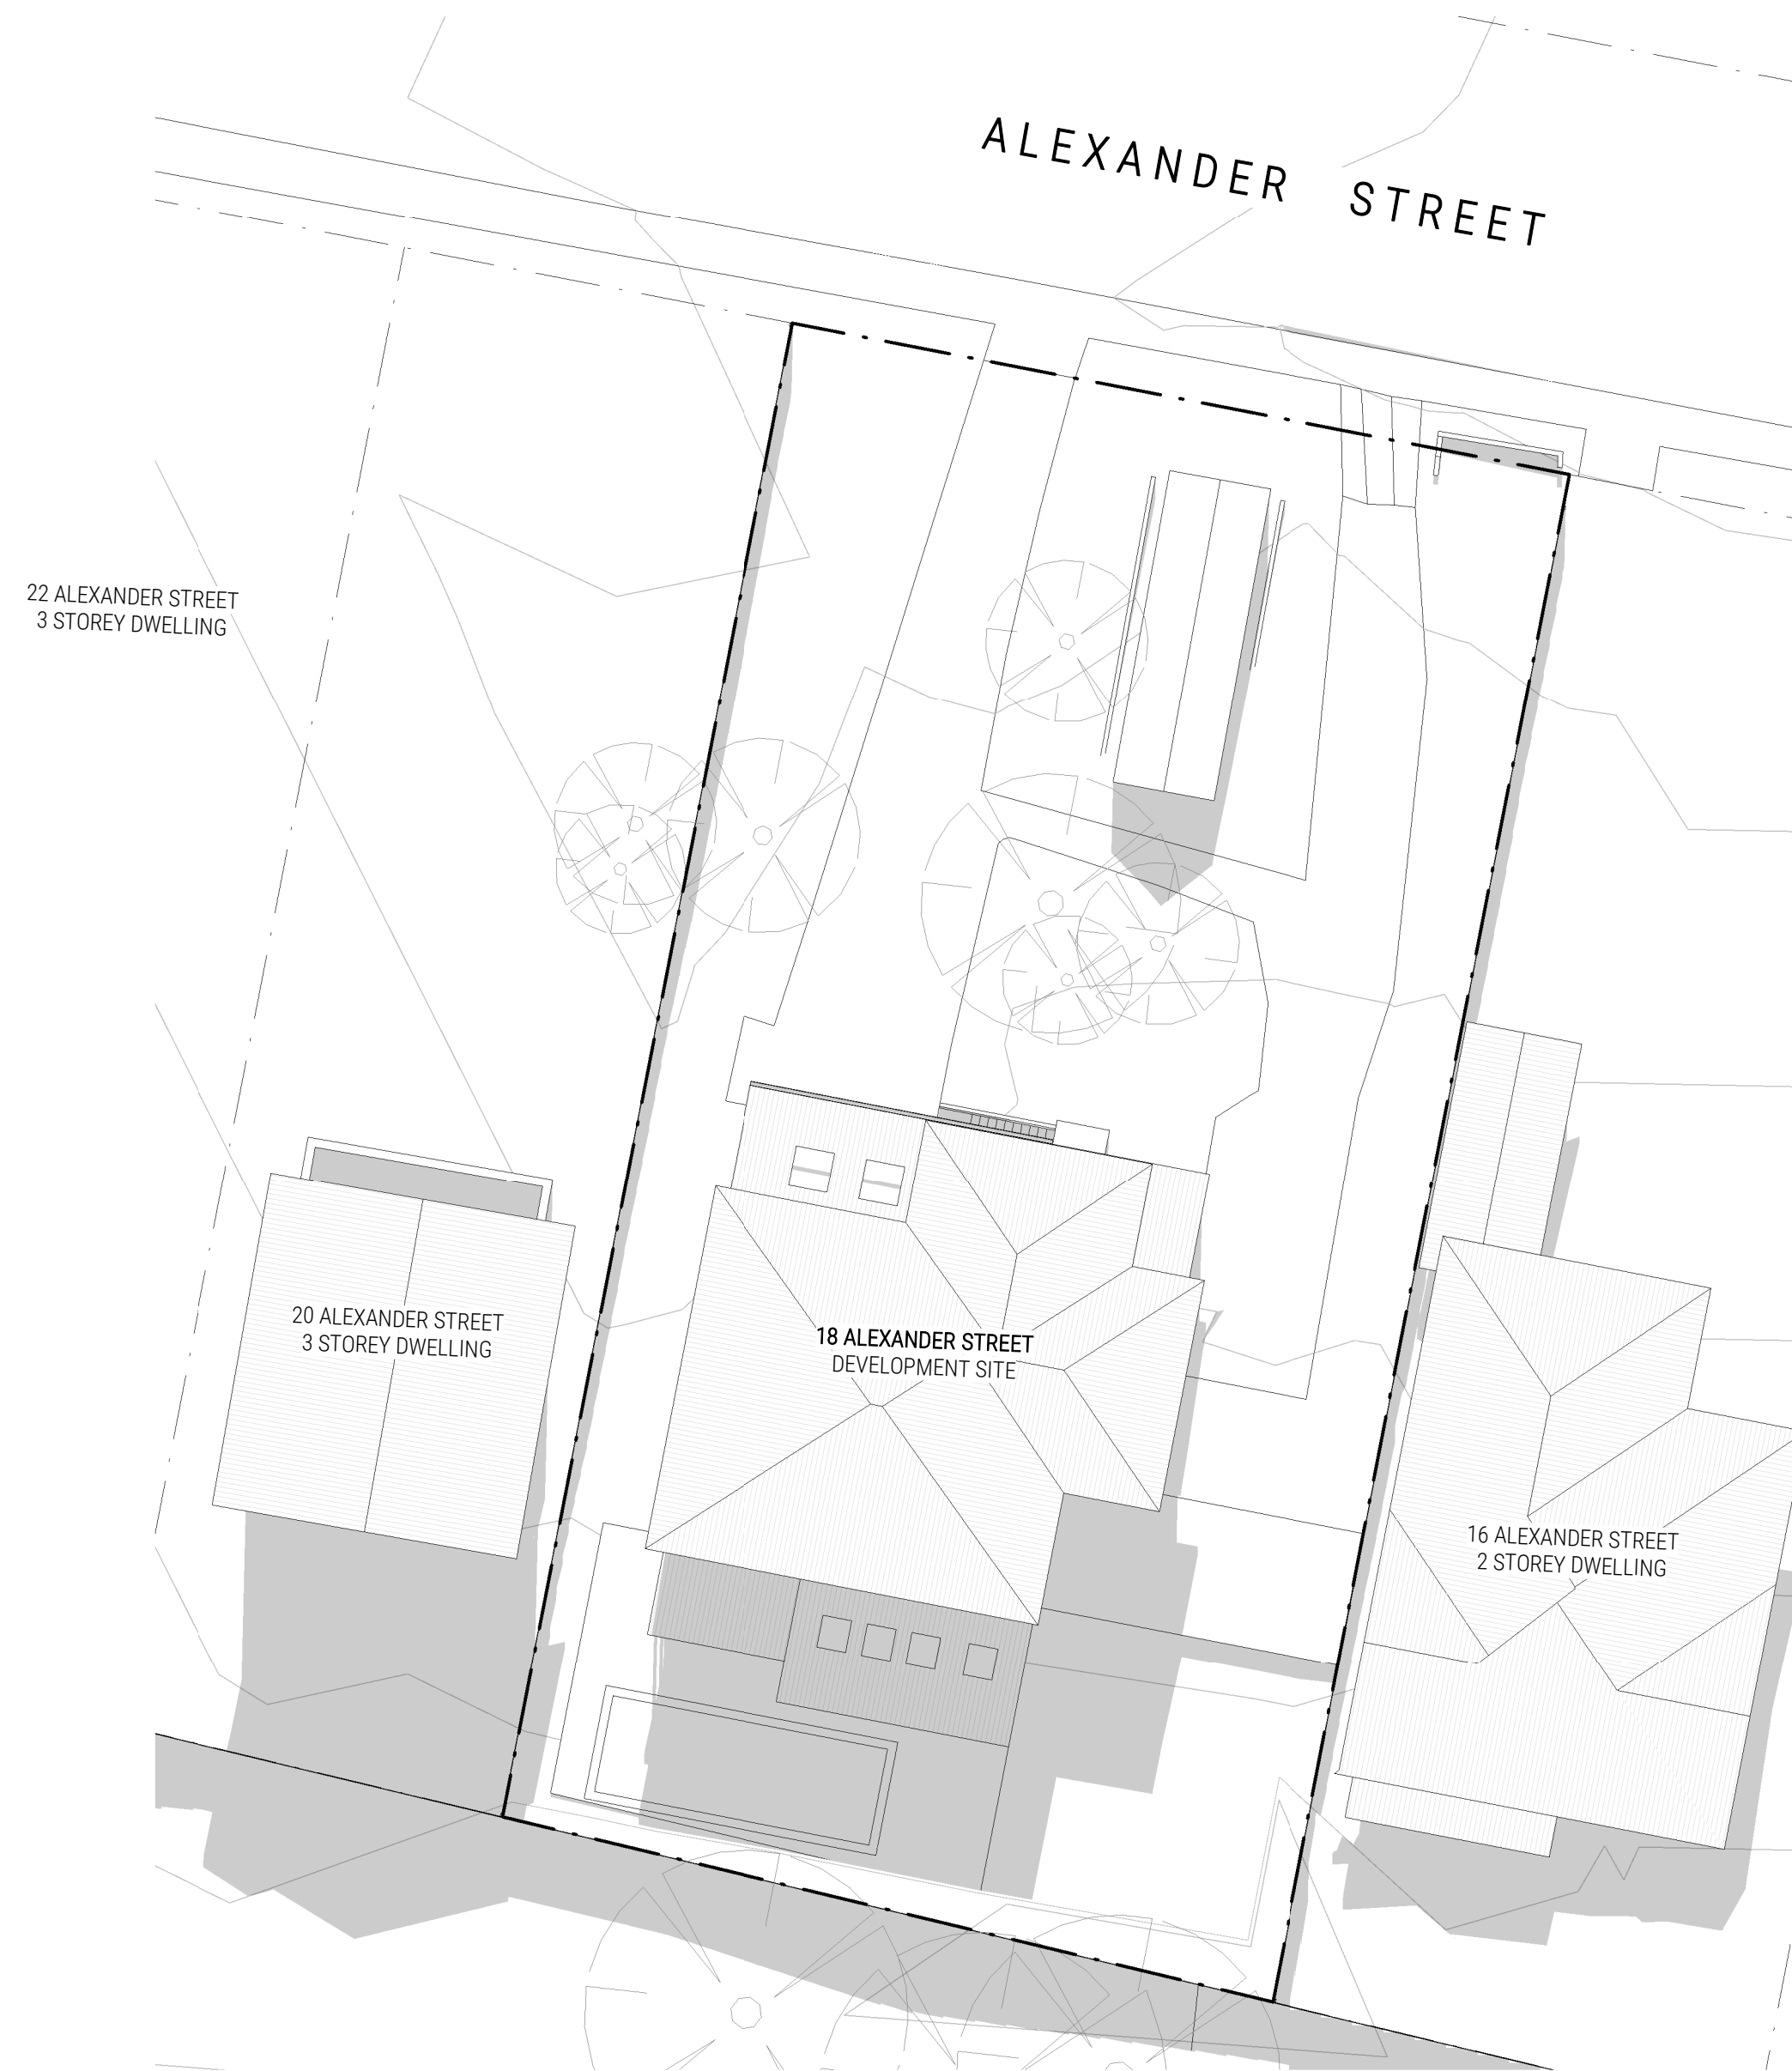 ALEXANDER STREET
22 ALEXANDER STREET
3 STOREY DWELLING
20 ALEXANDER STREET
3 STOREY DWELLING
18 ALEXANDER STREET
DEVELOPMENT SITE
16 ALEXANDER STREET
2 STOREY DWELLING